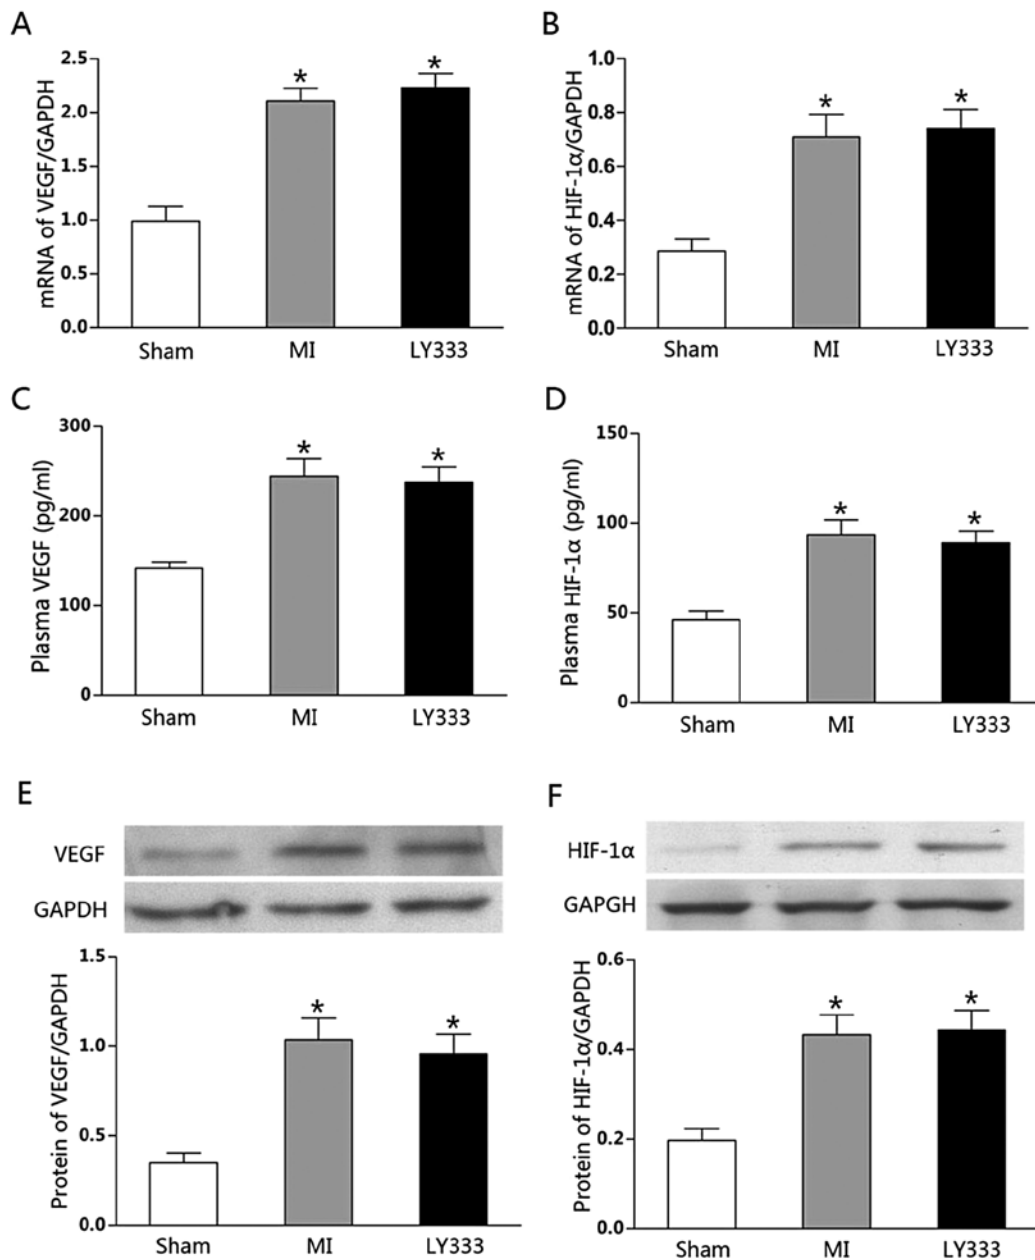 A
mRNA of VEGF/GAPDH
2.5
2.0
1.5
1.0
0.5
0.0
*
*
Sham MI LY333
B
mRNA of HIF-1α/GAPDH
1.0
0.8
0.6
0.4
0.2
0.0
*
*
Sham MI LY333
C
Plasma VEGF (pg/ml)
300
200
100
0
*
*
Sham MI LY333
D
Plasma HIF-1α (pg/ml)
150
100
50
0
*
*
Sham MI LY333
E
VEGF
GAPDH
Protein of VEGF/GAPDH
1.5
1.0
0.5
0.0
*
*
Sham MI LY333
F
HIF-1α
GAPGH
Protein of HIF-1α/GAPDH
0.6
0.4
0.2
0.0
*
*
Sham MI LY333